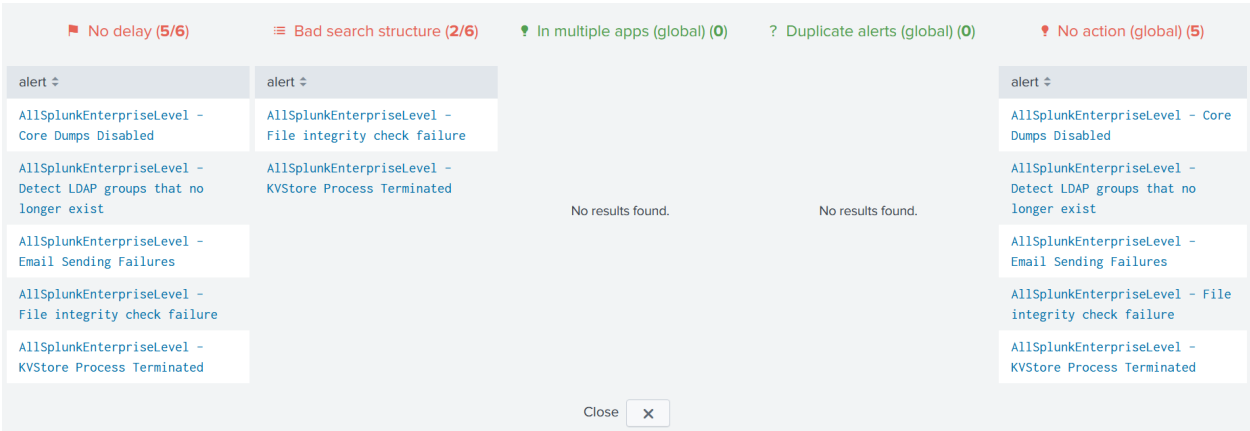 No delay (5/6)
alert
AllSplunkEnterpriseLevel –
Core Dumps Disabled
AllSplunkEnterpriseLevel –
Detect LDAP groups that no
longer exist
AllSplunkEnterpriseLevel –
Email Sending Failures
AllSplunkEnterpriseLevel –
File integrity check failure
AllSplunkEnterpriseLevel –
KVStore Process Terminated
Bad search structure (2/6)
alert
AllSplunkEnterpriseLevel –
File integrity check failure
AllSplunkEnterpriseLevel –
KVStore Process Terminated
In multiple apps (global) (0)
No results found.
? Duplicate alerts (global) (0)
No results found.
No action (global) (5)
alert
AllSplunkEnterpriseLevel – Core
Dumps Disabled
AllSplunkEnterpriseLevel –
Detect LDAP groups that no
longer exist
AllSplunkEnterpriseLevel –
Email Sending Failures
AllSplunkEnterpriseLevel – File
integrity check failure
AllSplunkEnterpriseLevel –
KVStore Process Terminated
Close